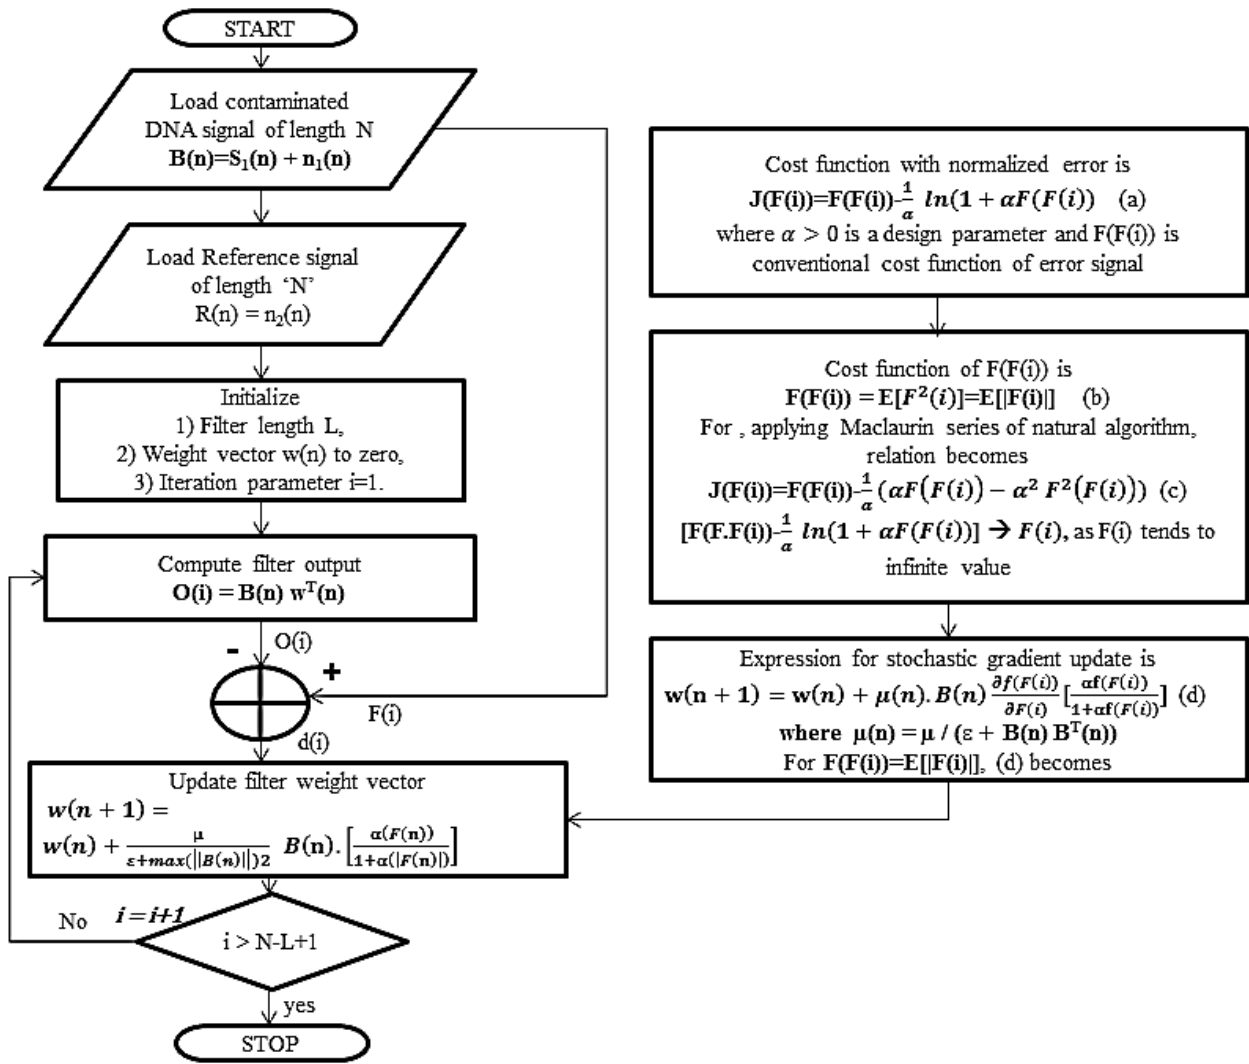 START
Load contaminated
DNA signal of length N
B(n)=S₁(n) + n₁(n)
Load Reference signal
of length ‘N’
R(n) = n₂(n)
Initialize
1) Filter length L,
2) Weight vector w(n) to zero,
3) Iteration parameter i=1.
Compute filter output
O(i) = B(n) wᵀ(n)
O(i)
-
+
F(i)
d(i)
Update filter weight vector
w(n + 1) =
w(n) + μ/(ε+max(||B(n)||)2) B(n). [α(F(n))/(1+α(|F(n)|))]
No
i=i+1
i > N-L+1
yes
STOP
Cost function with normalized error is
J(F(i))=F(F(i))-1/α ln(1 + αF(F(i)) (a)
where α > 0 is a design parameter and F(F(i)) is
conventional cost function of error signal
Cost function of F(F(i)) is
F(F(i)) = E[F²(i)]=E[|F(i)|] (b)
For , applying Maclaurin series of natural algorithm,
relation becomes
J(F(i))=F(F(i))-1/α (αF(F(i)) − α² F²(F(i))) (c)
[F(F.F(i))-1/α ln(1 + αF(F(i))] ➔ F(i), as F(i) tends to
infinite value
Expression for stochastic gradient update is
w(n + 1) = w(n) + μ(n). B(n) ∂f(F(i))/∂F(i) [αf(F(i))/1+αf(F(i))] (d)
where μ(n) = μ / (ε + B(n) Bᵀ(n))
For F(F(i))=E[|F(i)|], (d) becomes